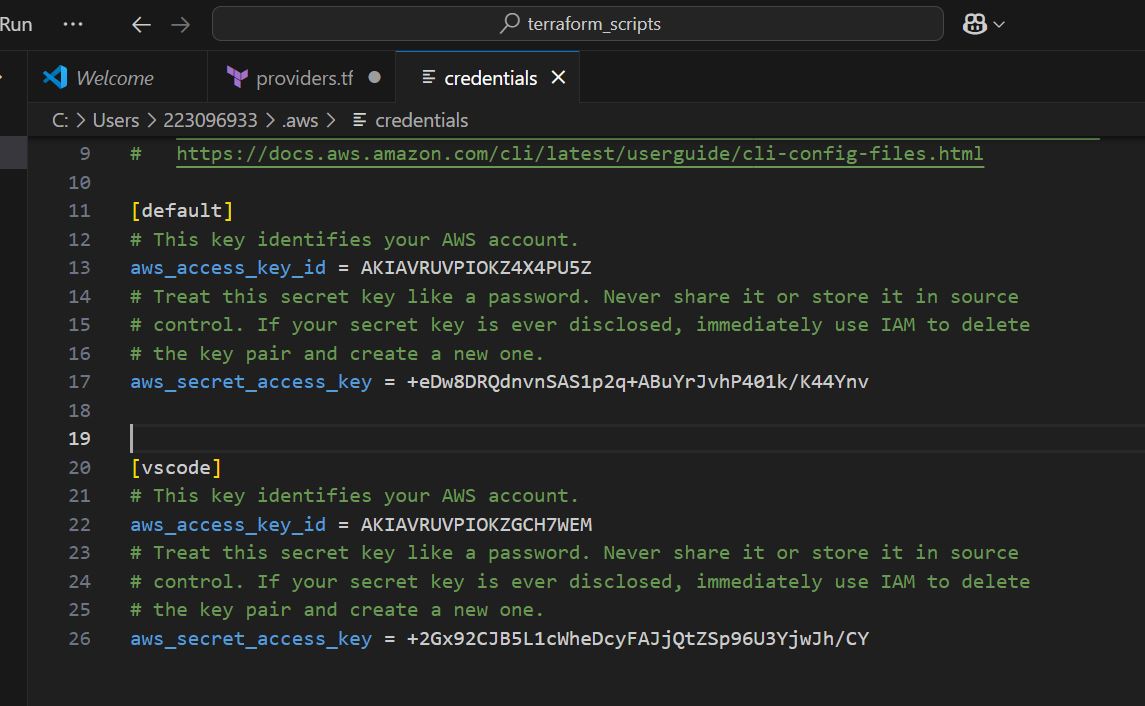 Run ··· terraform_scripts
Welcome providers.tf credentials
C: > Users > 223096933 > .aws > credentials
9 # https://docs.aws.amazon.com/cli/latest/userguide/cli-config-files.html
10
11 [default]
12 # This key identifies your AWS account.
13 aws_access_key_id = AKIAVRUVPIOKZ4X4PU5Z
14 # Treat this secret key like a password. Never share it or store it in source
15 # control. If your secret key is ever disclosed, immediately use IAM to delete
16 # the key pair and create a new one.
17 aws_secret_access_key = +eDw8DRQdnvnSAS1p2q+ABuYrJvhP401k/K44Ynv
18
19
20 [vscode]
21 # This key identifies your AWS account.
22 aws_access_key_id = AKIAVRUVPIOKZGCH7WEM
23 # Treat this secret key like a password. Never share it or store it in source
24 # control. If your secret key is ever disclosed, immediately use IAM to delete
25 # the key pair and create a new one.
26 aws_secret_access_key = +2Gx92CJB5L1cWheDcyFAJjQtZSp96U3YjwJh/CY